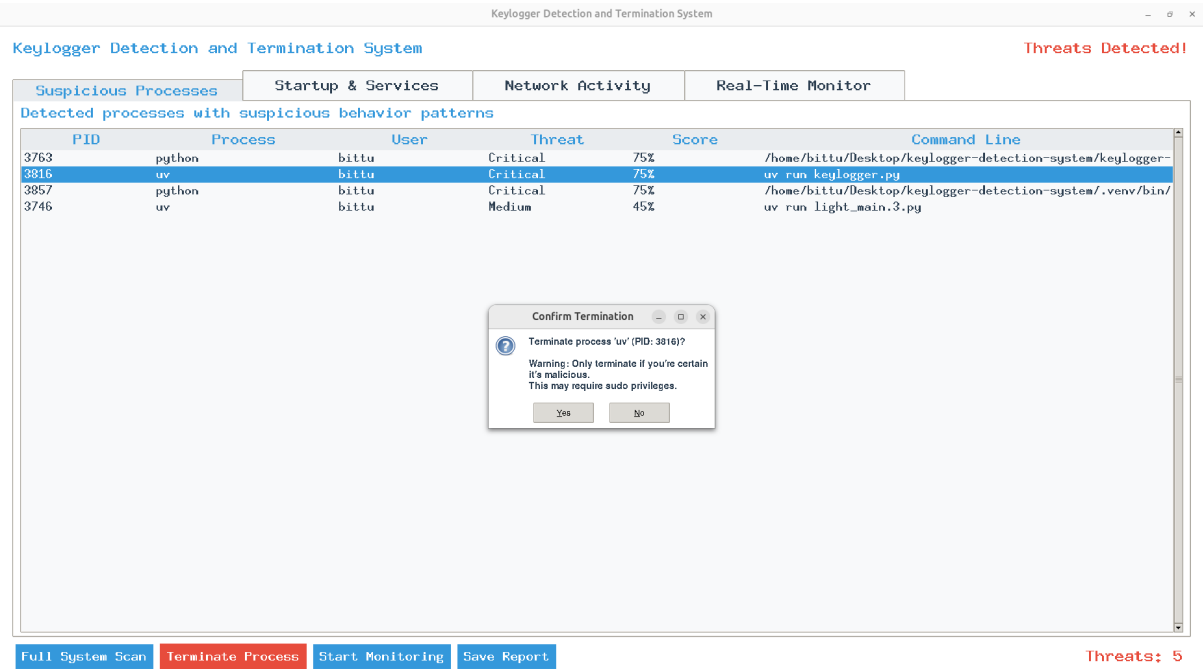 Keylogger Detection and Termination System
Keylogger Detection and Termination System Threats Detected!
Suspicious Processes Startup & Services Network Activity Real-Time Monitor
Detected processes with suspicious behavior patterns
PID Process User Threat Score Command Line
3763 python bittu Critical 75% /home/bittu/Desktop/keylogger-detection-system/keylogger-
3816 uv bittu Critical 75% uv run keylogger.py
3857 python bittu Critical 75% /home/bittu/Desktop/keylogger-detection-system/.venv/bin/
3746 uv bittu Medium 45% uv run light_main.3.py
Confirm Termination
Terminate process 'uv' (PID: 3816)?
Warning: Only terminate if you're certain
it's malicious.
This may require sudo privileges.
Yes No
Full System Scan Terminate Process Start Monitoring Save Report Threats: 5